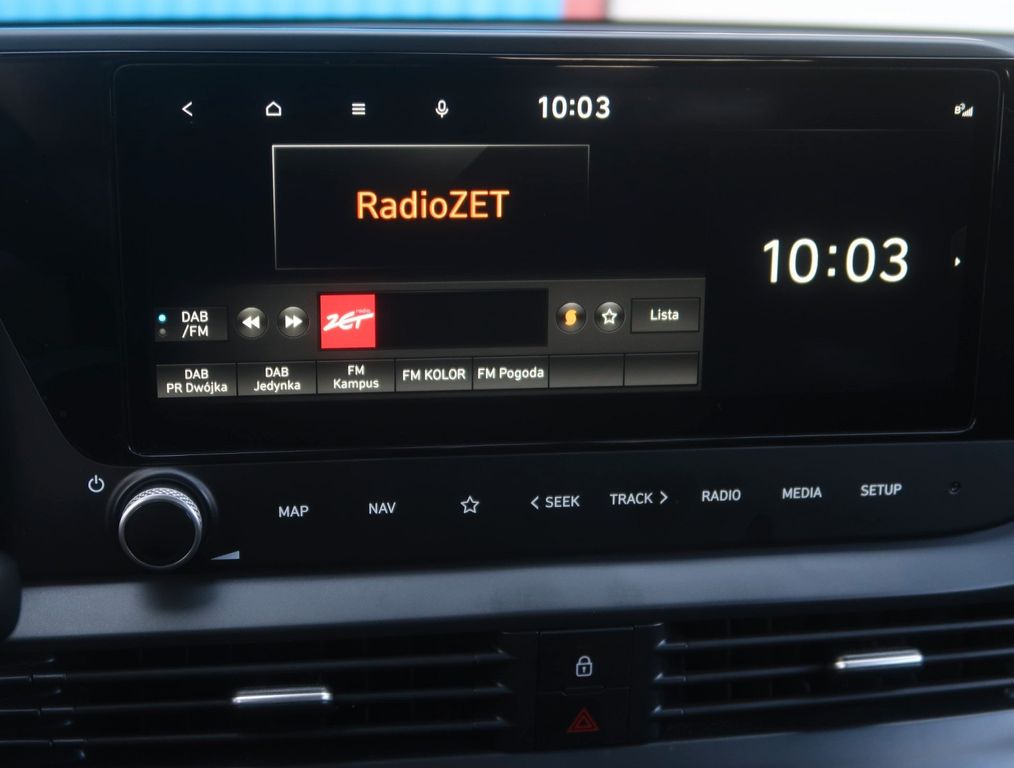 10:03
RadioZET
10:03
DAB
/FM
radio
ZET
Lista
DAB
PR Dwójka
DAB
Jedynka
FM
Kampus
FM KOLOR
FM Pogoda
MAP
NAV
< SEEK
TRACK >
RADIO
MEDIA
SETUP